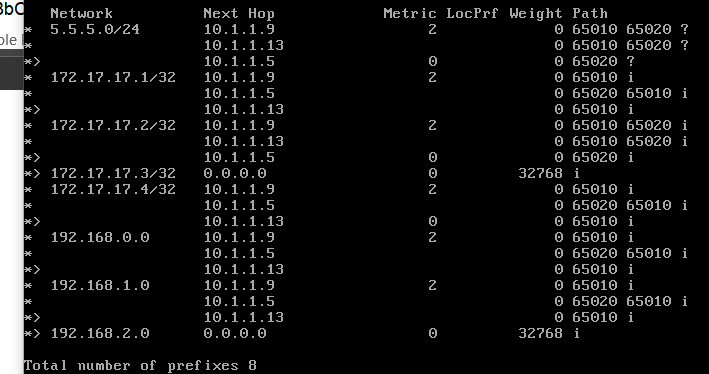 BbC
ble
   Network          Next Hop            Metric LocPrf Weight Path
*  5.5.5.0/24       10.1.1.9                 2             0 65010 65020 ?
*                   10.1.1.13                              0 65010 65020 ?
*>                  10.1.1.5                 0             0 65020 ?
*  172.17.17.1/32   10.1.1.9                 2             0 65010 i
*                   10.1.1.5                               0 65020 65010 i
*>                  10.1.1.13                              0 65010 i
*  172.17.17.2/32   10.1.1.9                 2             0 65010 65020 i
*                   10.1.1.13                              0 65010 65020 i
*>                  10.1.1.5                 0             0 65020 i
*> 172.17.17.3/32   0.0.0.0                  0         32768 i
*  172.17.17.4/32   10.1.1.9                 2             0 65010 i
*                   10.1.1.5                               0 65020 65010 i
*>                  10.1.1.13                0             0 65010 i
*  192.168.0.0      10.1.1.9                 2             0 65010 i
*                   10.1.1.5                               0 65020 65010 i
*>                  10.1.1.13                              0 65010 i
*  192.168.1.0      10.1.1.9                 2             0 65010 i
*                   10.1.1.5                               0 65020 65010 i
*>                  10.1.1.13                              0 65010 i
*> 192.168.2.0      0.0.0.0                  0         32768 i
Total number of prefixes 8